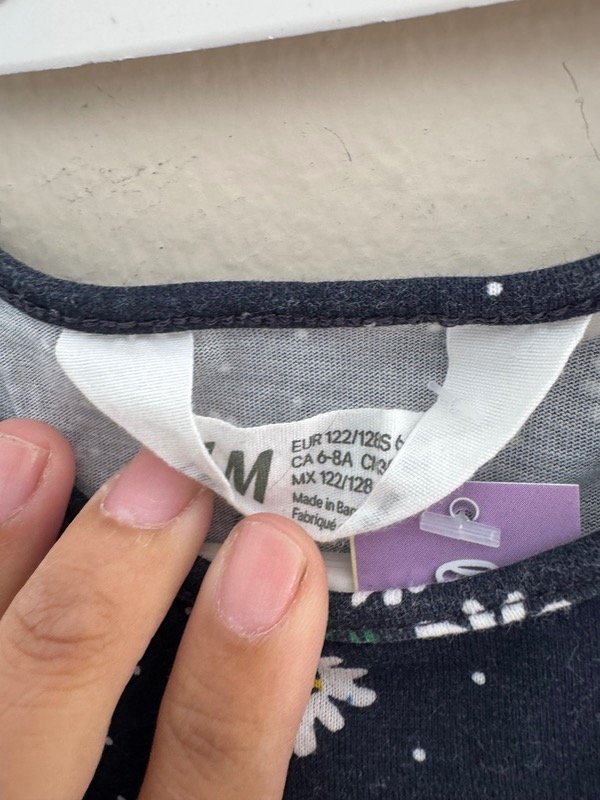 M
EUR 122/128
CA 6-8A
MX 122/128
Made in
Fabriqué